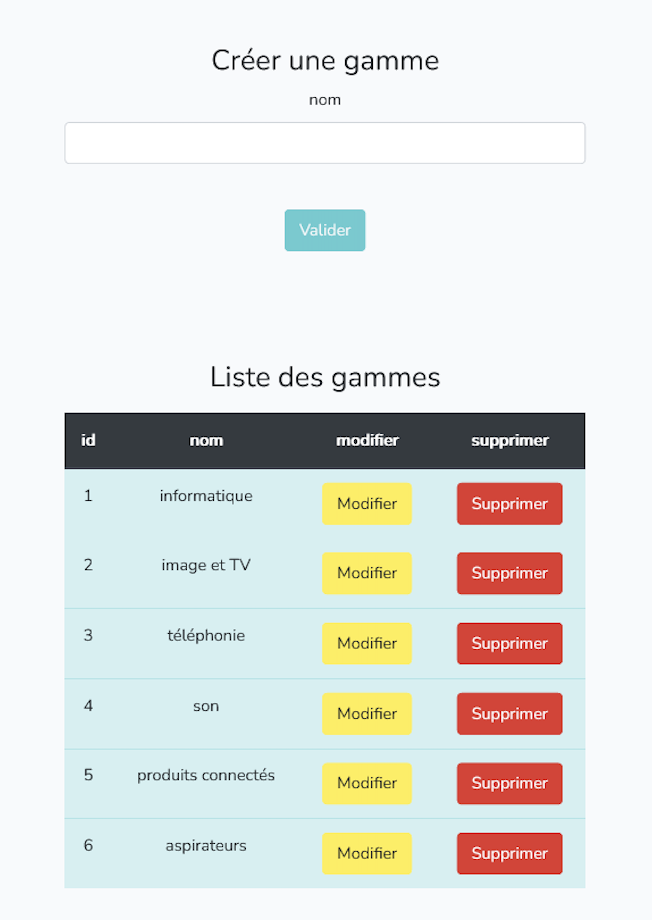 Créer une gamme
nom
Valider
Liste des gammes
id nom modifier supprimer
1 informatique Modifier Supprimer
2 image et TV Modifier Supprimer
3 téléphonie Modifier Supprimer
4 son Modifier Supprimer
5 produits connectés Modifier Supprimer
6 aspirateurs Modifier Supprimer